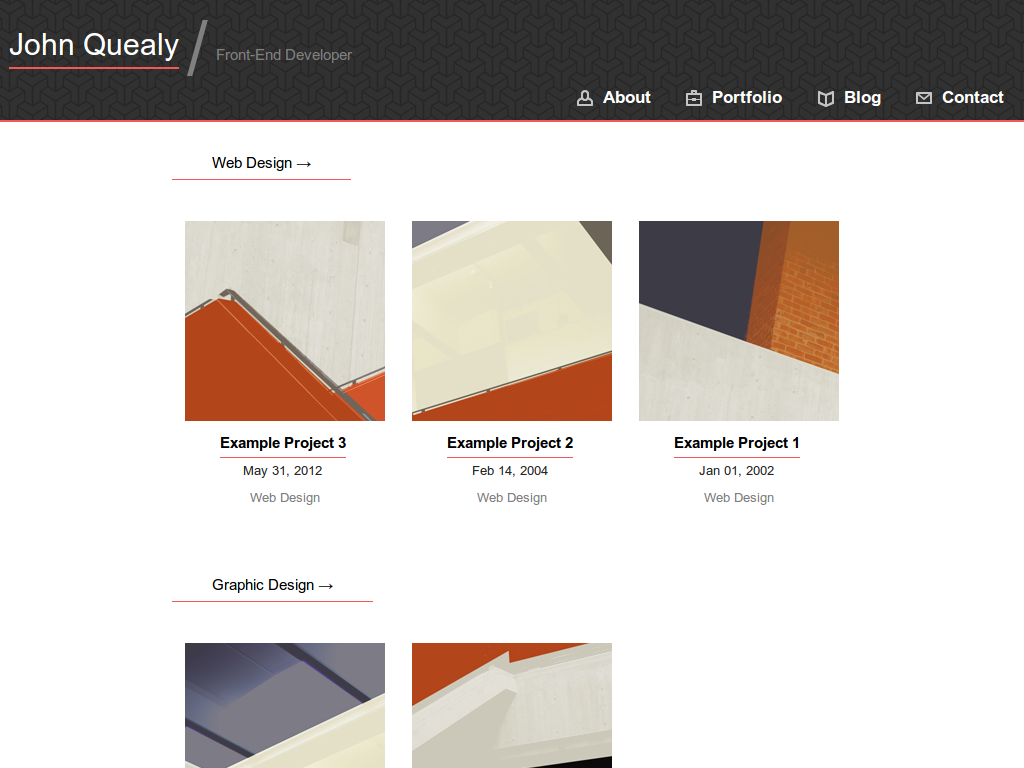 John Quealy
Front-End Developer
About
Portfolio
Blog
Contact
Web Design →
Example Project 3
May 31, 2012
Web Design
Example Project 2
Feb 14, 2004
Web Design
Example Project 1
Jan 01, 2002
Web Design
Graphic Design →